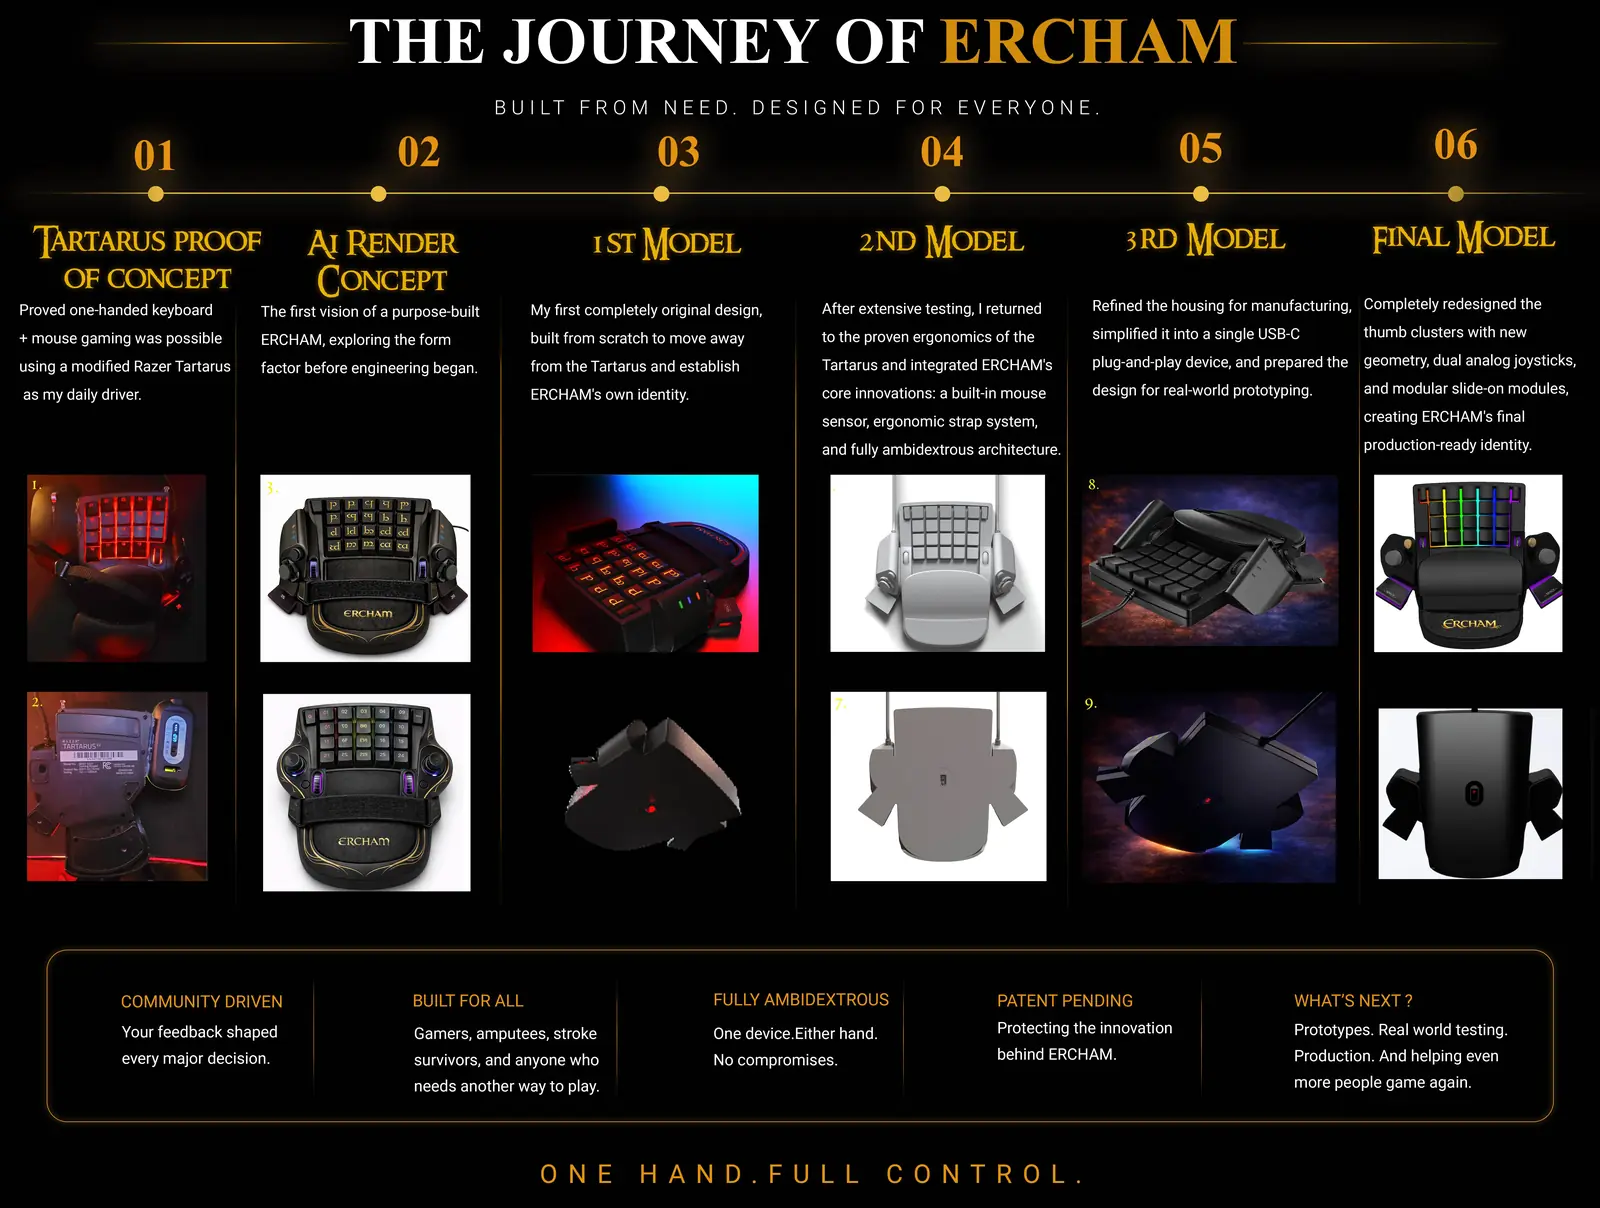 THE JOURNEY OF ERCHAM
BUILT FROM NEED. DESIGNED FOR EVERYONE.
01
02
03
04
05
06
TARTARUS PROOF
OF CONCEPT
Proved one-handed keyboard
+ mouse gaming was possible
using a modified Razer Tartarus
as my daily driver.
AI RENDER
CONCEPT
The first vision of a purpose-built
ERCHAM, exploring the form
factor before engineering began.
1ST MODEL
My first completely original design,
built from scratch to move away
from the Tartarus and establish
ERCHAM's own identity.
2ND MODEL
After extensive testing, I returned
to the proven ergonomics of the
Tartarus and integrated ERCHAM's
core innovations: a built-in mouse
sensor, ergonomic strap system,
and fully ambidextrous architecture.
3RD MODEL
Refined the housing for manufacturing,
simplified it into a single USB-C
plug-and-play device, and prepared the
design for real-world prototyping.
FINAL MODEL
Completely redesigned the
thumb clusters with new
geometry, dual analog joysticks,
and modular slide-on modules,
creating ERCHAM's final
production-ready identity.
1.
3.
ERCHAM
8.
ERCHAM
2.
TARTARUS
ERCHAM
7.
9.
COMMUNITY DRIVEN
Your feedback shaped
every major decision.
BUILT FOR ALL
Gamers, amputees, stroke
survivors, and anyone who
needs another way to play.
FULLY AMBIDEXTROUS
One device.Either hand.
No compromises.
PATENT PENDING
Protecting the innovation
behind ERCHAM.
WHAT'S NEXT ?
Prototypes. Real world testing.
Production. And helping even
more people game again.
ONE HAND.FULL CONTROL.